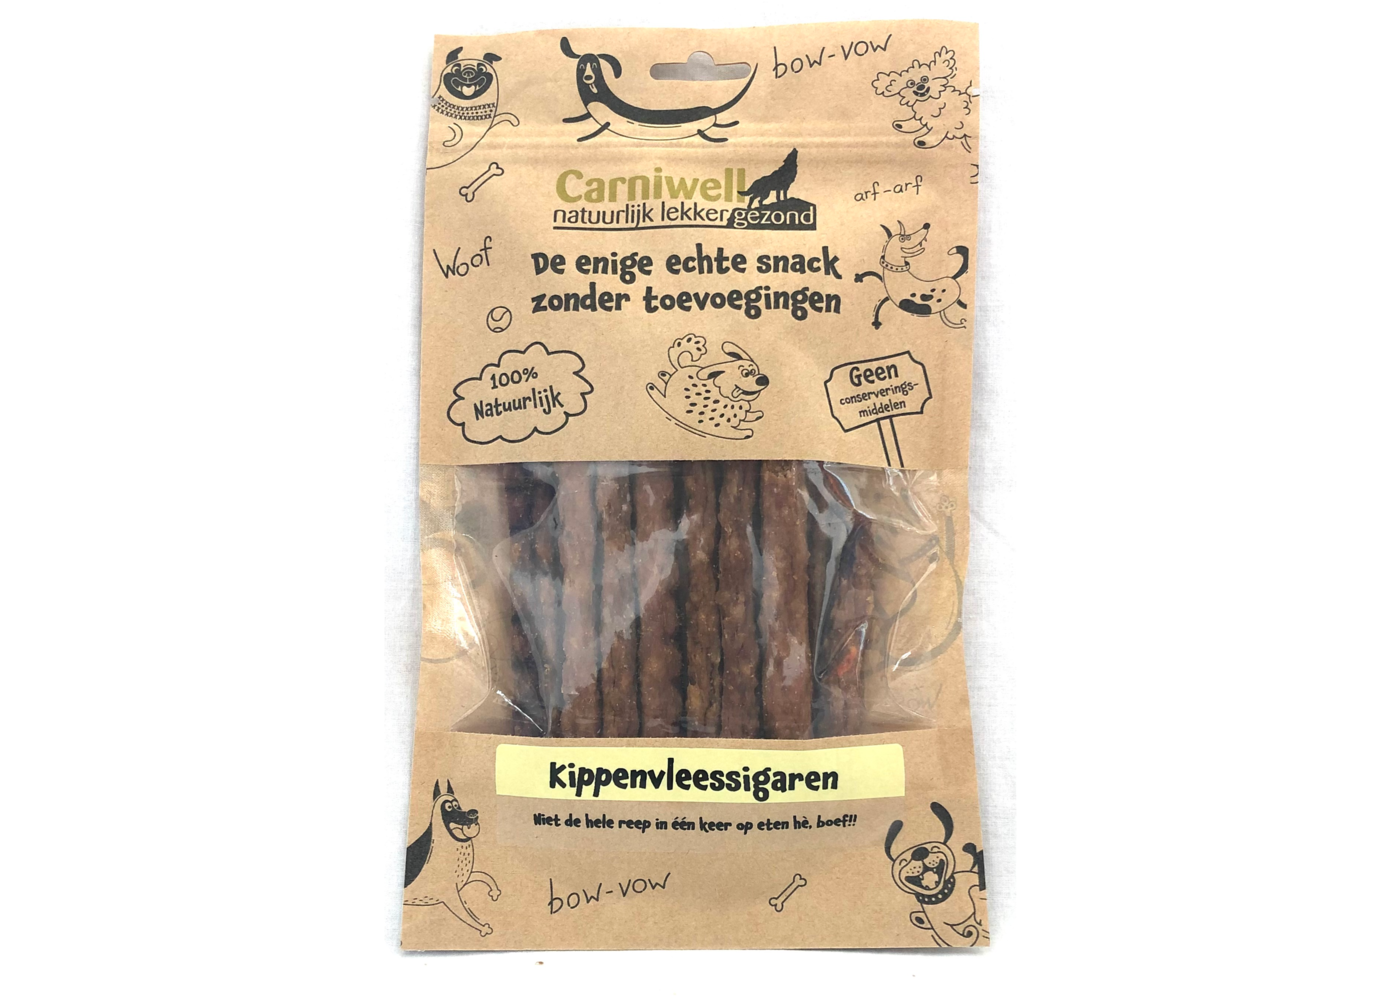 bow-vow
Carniwell
natuurlijk lekker gezond
arf-arf
Woof
De enige echte snack
zonder toevoegingen
100%
Natuurlijk
Geen
conserverings-
middelen
Kippenvleessigaren
Niet de hele reep in één keer op eten hè, boef!!
bow-vow